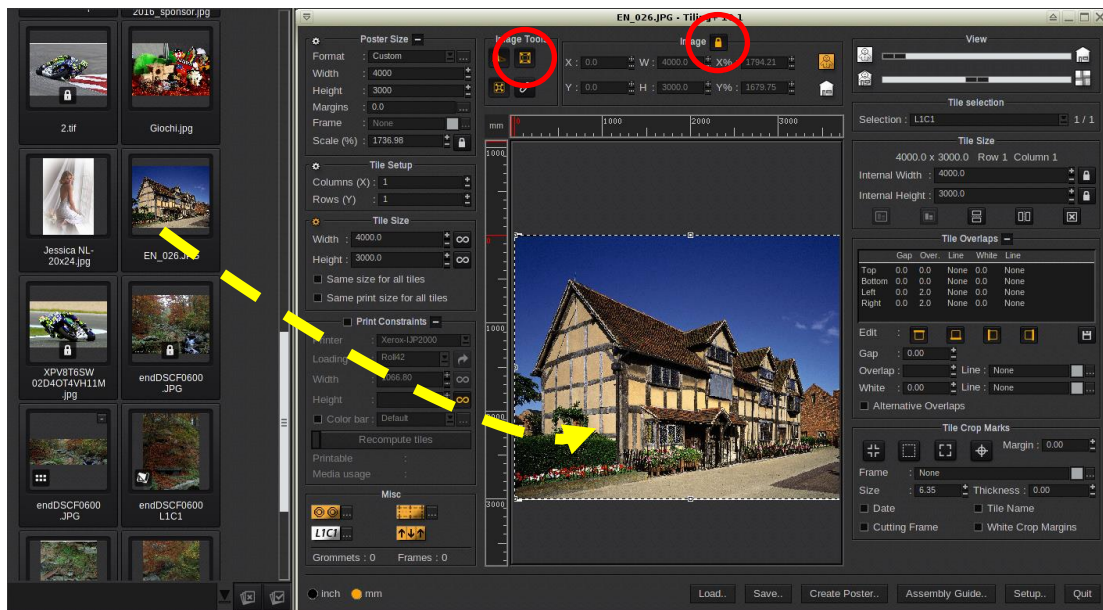 2016_sponsor.jpg
2.tif
Giochi.jpg
Jessica NL-
20x24.jpg
EN_026.JPG
XPV8T6SW
02D4OT4VH11M
.jpg
endDSCF0600
.JPG
endDSCF0600
.JPG
endDSCF0600
L1C1
EN_026.JPG - Tiling
Poster Size
Format : Custom
Width : 4000
Height : 3000
Margins : 0.0
Frame : None
Scale (%) : 1736.98
Tile Setup
Columns (X) : 1
Rows (Y) : 1
Tile Size
Width : 4000.0
Height : 3000.0
Same size for all tiles
Same print size for all tiles
Print Constraints
Printer : Xerox-IJP2000
Loading Roll42
Width 1066.80
Height :
Color bar : Default
Recompute tiles
Printable :
Media usage :
Misc
L1C1
Grommets : 0 Frames : 0
inch mm
Image Tools
Image
X : 0.0 W : 4000.0 X% : 1794.21
Y : 0.0 H : 3000.0 Y% : 1679.75
mm 0 1000 2000 3000
1000
0
1000
2000
3000
View
Tile selection
Selection : L1C1 1 / 1
Tile Size
4000.0 x 3000.0 Row 1 Column 1
Internal Width : 4000.0
Internal Height : 3000.0
Tile Overlaps
Gap Over. Line White Line
Top 0.0 0.0 None 0.0 None
Bottom 0.0 0.0 None 0.0 None
Left 0.0 2.0 None 0.0 None
Right 0.0 2.0 None 0.0 None
Edit :
Gap : 0.00
Overlap : Line : None
White : 0.00 Line : None
Alternative Overlaps
Tile Crop Marks
Margin : 0.00
Frame : None
Size : 6.35 Thickness : 0.00
Date Tile Name
Cutting Frame White Crop Margins
Load.. Save.. Create Poster.. Assembly Guide.. Setup.. Quit